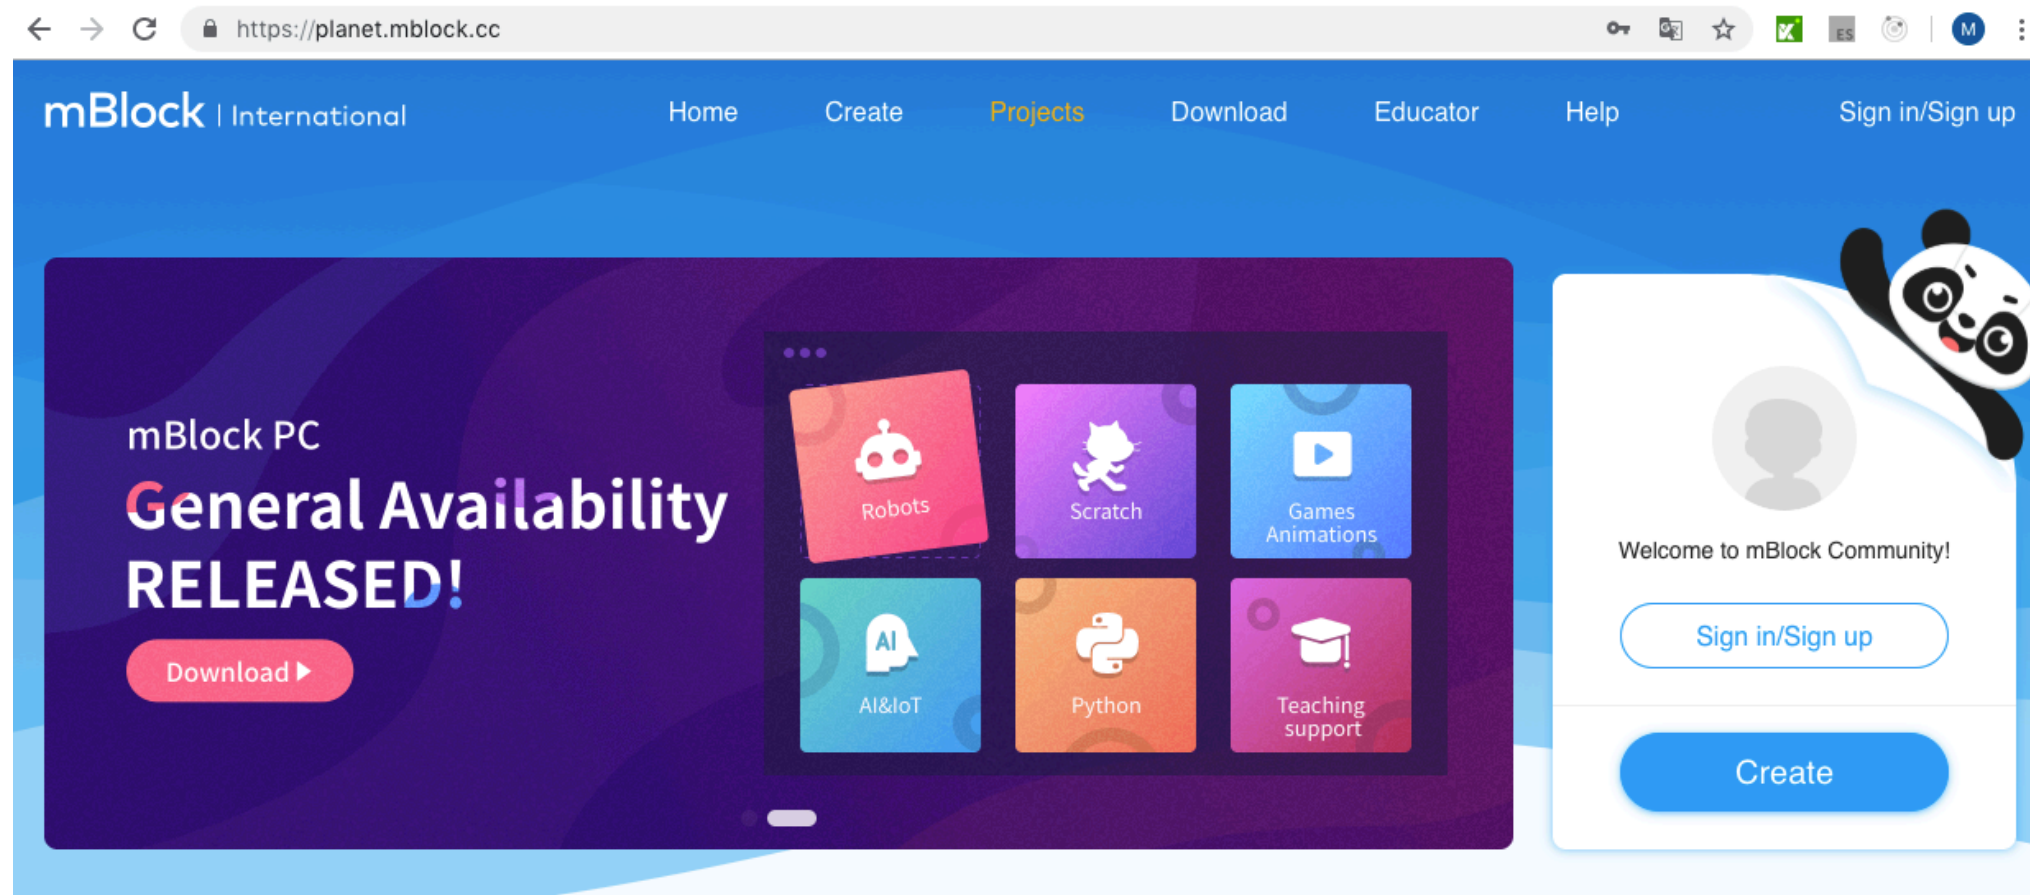 https://planet.mblock.cc
ES
M
mBlock | International
Home
Create
Projects
Download
Educator
Help
Sign in/Sign up
mBlock PC
General Availability
RELEASED!
Download
Robots
Scratch
Games
Animations
AI
AI&IoT
Python
Teaching
support
Welcome to mBlock Community!
Sign in/Sign up
Create